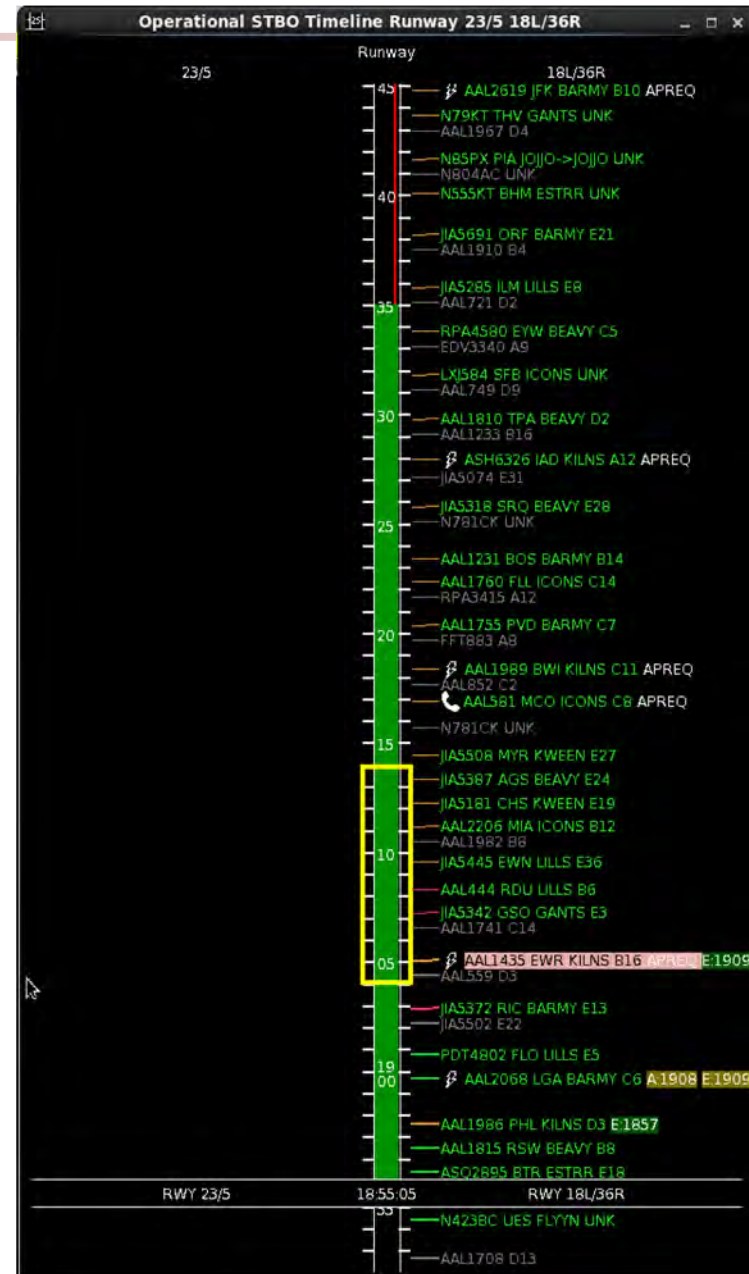 Operational STBO Timeline Runway 23/5 18L/36R
Runway
23/5 18L/36R
45 AAL2619 JFK BARMY B10 APREQ
N79KT THV GANTS UNK
AAL1967 D4
N85PX PIA JOJJO->JOJJO UNK
N804AC UNK
40 N555KT BHM ESTRR UNK
JIA5691 ORF BARMY E21
AAL1910 B4
JIA5285 ILM LILLS E8
35 AAL721 D2
RPA4580 EYW BEAVY C5
EDV3340 A9
LXJ584 SFB ICONS UNK
AAL749 D9
30 AAL1810 TPA BEAVY D2
AAL1233 B16
ASH6326 IAD KILNS A12 APREQ
JIA5074 E31
JIA5318 SRQ BEAVY E28
25 N781CK UNK
AAL1231 BOS BARMY B14
AAL1760 FLL ICONS C14
RPA3415 A12
AAL1755 PVD BARMY C7
20 FFT883 A8
AAL1989 BWI KILNS C11 APREQ
AAL852 C2
AAL581 MCO ICONS C8 APREQ
N781CK UNK
15 JIA5508 MYR KWEEN E27
JIA5387 AGS BEAVY E24
JIA5181 CHS KWEEN E19
AAL2206 MIA ICONS B12
AAL1982 B8
10 JIA5445 EWN LILLS E36
AAL444 RDU LILLS B6
JIA5342 GSO GANTS E3
AAL1741 C14
05 AAL1435 EWR KILNS B16 APREQ E:1909
AAL559 D3
JIA5372 RIC BARMY E13
JIA5502 E22
PDT4802 FLO LILLS E5
19
00 AAL2068 LGA BARMY C6 A:1908 E:1909
AAL1986 PHL KILNS D3 E:1857
AAL1815 RSW BEAVY B8
ASQ2895 BTR ESTRR E18
RWY 23/5 18:55:05 RWY 18L/36R
N423BC UES FLYYN UNK
AAL1708 D13